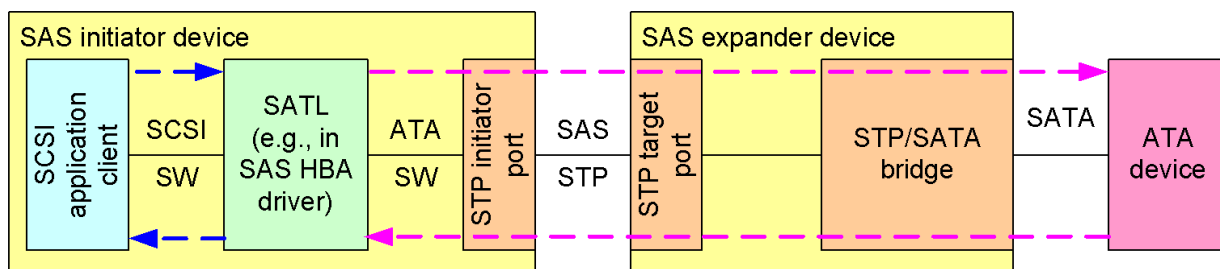 SAS initiator device
SCSI
application
client
SCSI
SW
SATL
(e.g., in
SAS HBA
driver)
ATA
SW
STP initiator
port
SAS
STP
SAS expander device
STP target
port
STP/SATA
bridge
SATA
ATA
device